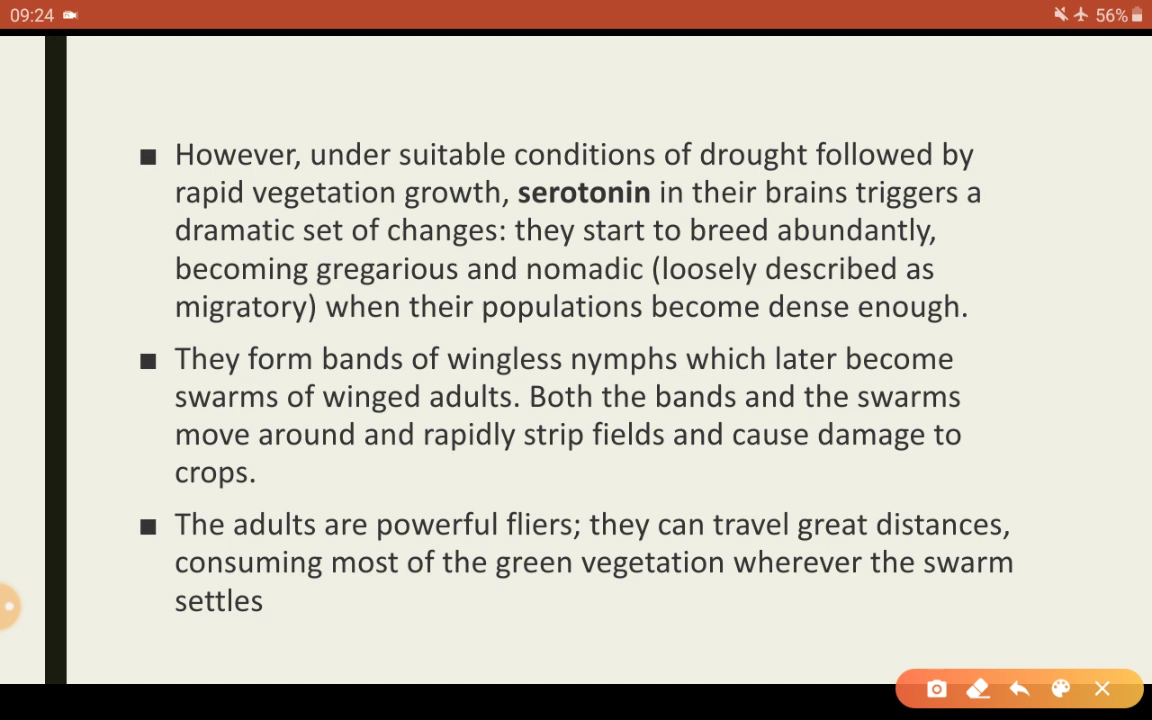 09:24
56%
■ However, under suitable conditions of drought followed by
rapid vegetation growth, serotonin in their brains triggers a
dramatic set of changes: they start to breed abundantly,
becoming gregarious and nomadic (loosely described as
migratory) when their populations become dense enough.
■ They form bands of wingless nymphs which later become
swarms of winged adults. Both the bands and the swarms
move around and rapidly strip fields and cause damage to
crops.
■ The adults are powerful fliers; they can travel great distances,
consuming most of the green vegetation wherever the swarm
settles